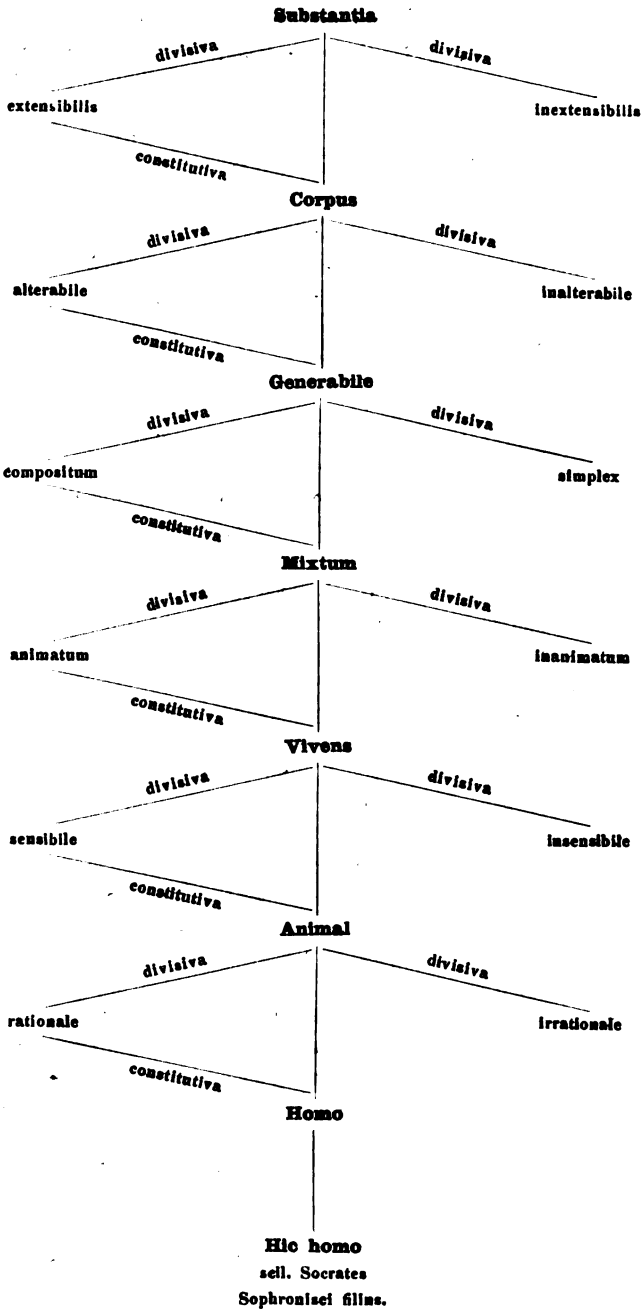 Substantia
divisiva divisiva
extensibilis inextensibilis
constitutiva
Corpus
divisiva divisiva
alterabile inalterabile
constitutiva
Generabile
divisiva divisiva
compositum simplex
constitutiva
Mixtum
divisiva divisiva
animatum inanimatum
constitutiva
Vivens
divisiva divisiva
sensibile insensibile
constitutiva
Animal
divisiva divisiva
rationale irrationale
constitutiva
Homo
Hic homo
scil. Socrates
Sophronisci filius.